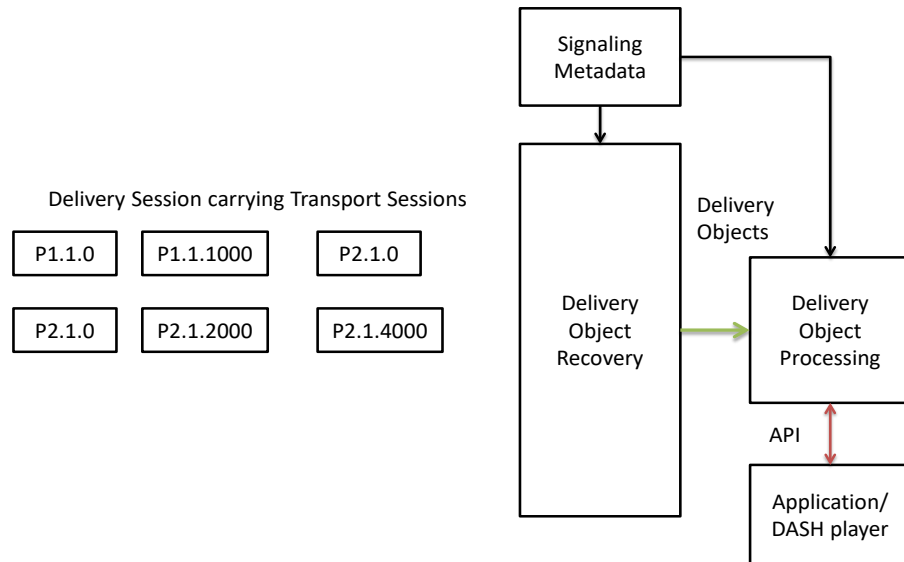 Signaling
Metadata
Delivery Session carrying Transport Sessions
P1.1.0
P1.1.1000
P2.1.0
P2.1.0
P2.1.2000
P2.1.4000
Delivery
Object
Recovery
Delivery
Objects
Delivery
Object
Processing
API
Application/
DASH player